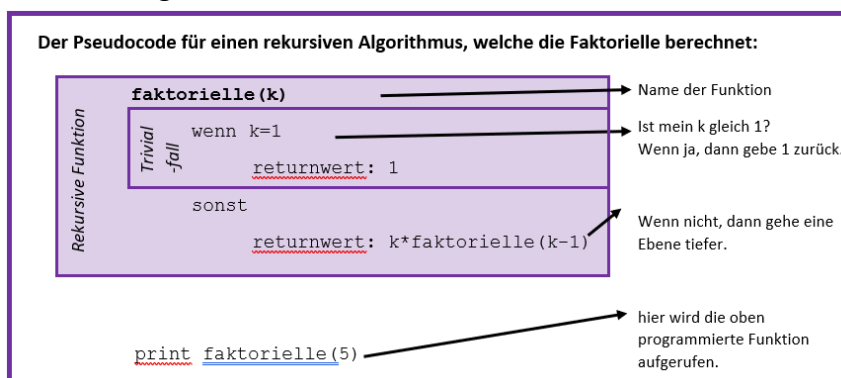 Der Pseudocode für einen rekursiven Algorithmus, welche die Faktorielle berechnet:
Rekursive Funktion
faktorielle(k)
Name der Funktion
Trivial
-fall
wenn k=1
Ist mein k gleich 1?
Wenn ja, dann gebe 1 zurück.
returnwert: 1
sonst
returnwert: k*faktorielle(k-1)
Wenn nicht, dann gehe eine
Ebene tiefer.
print faktorielle(5)
hier wird die oben
programmierte Funktion
aufgerufen.